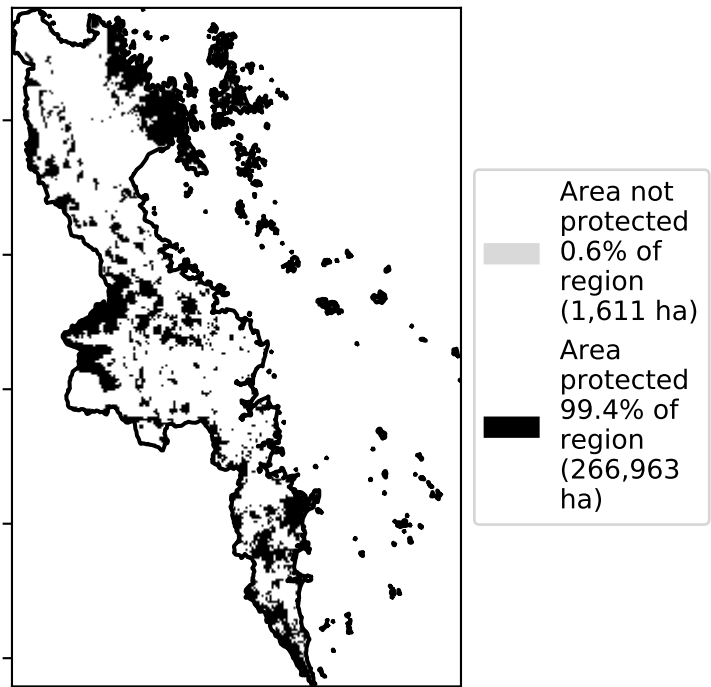 Area not
protected
0.6% of
region
(1,611 ha)
Area
protected
99.4% of
region
(266,963
ha)